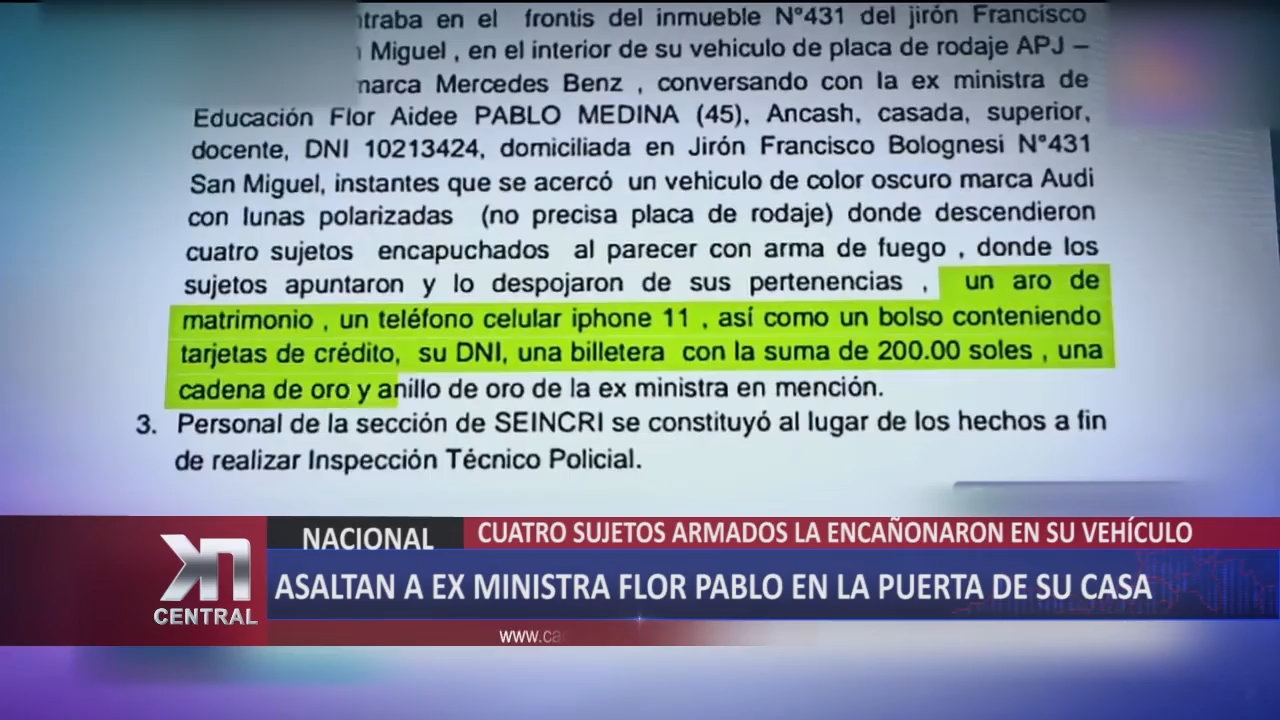 traba en el frontis del inmueble N°431 del jirón Francisco
Miguel , en el interior de su vehiculo de placa de rodaje APJ –
marca Mercedes Benz , conversando con la ex ministra de
Educación Flor Aidee PABLO MEDINA (45), Ancash, casada, superior,
docente, DNI 10213424, domiciliada en Jirón Francisco Bolognesi N°431
San Miguel, instantes que se acercó un vehiculo de color oscuro marca Audi
con lunas polarizadas (no precisa placa de rodaje) donde descendieron
cuatro sujetos encapuchados al parecer con arma de fuego , donde los
sujetos apuntaron y lo despojaron de sus pertenencias , un aro de
matrimonio , un teléfono celular iphone 11 , así como un bolso conteniendo
tarjetas de crédito, su DNI, una billetera con la suma de 200.00 soles , una
cadena de oro y anillo de oro de la ex ministra en mención.
3. Personal de la sección de SEINCRI se constituyó al lugar de los hechos a fin
de realizar Inspección Técnico Policial.
NACIONAL
CUATRO SUJETOS ARMADOS LA ENCAÑONARON EN SU VEHÍCULO
CENTRAL
ASALTAN A EX MINISTRA FLOR PABLO EN LA PUERTA DE SU CASA
www.ca